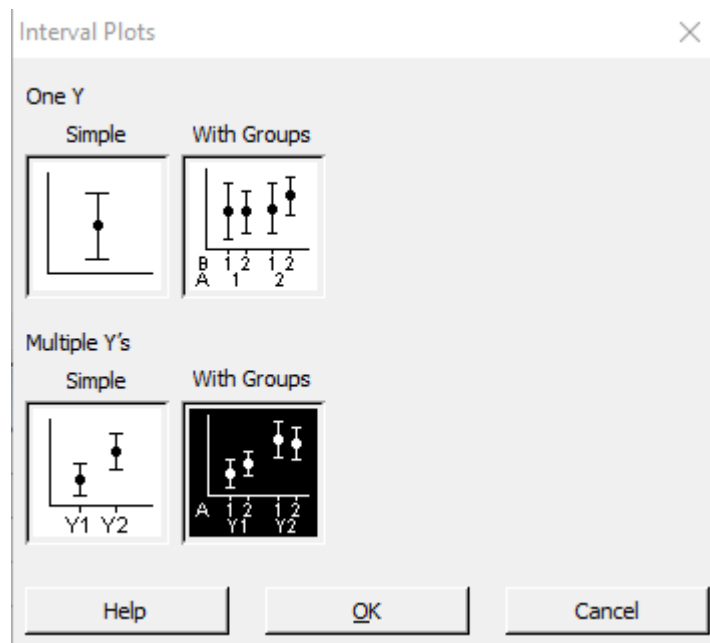 Interval Plots
One Y
Simple
With Groups
B 1 2 1 2
A 1 2
Multiple Y's
Simple
With Groups
Y1 Y2
A 1 2 1 2
Y1 Y2
Help
OK
Cancel